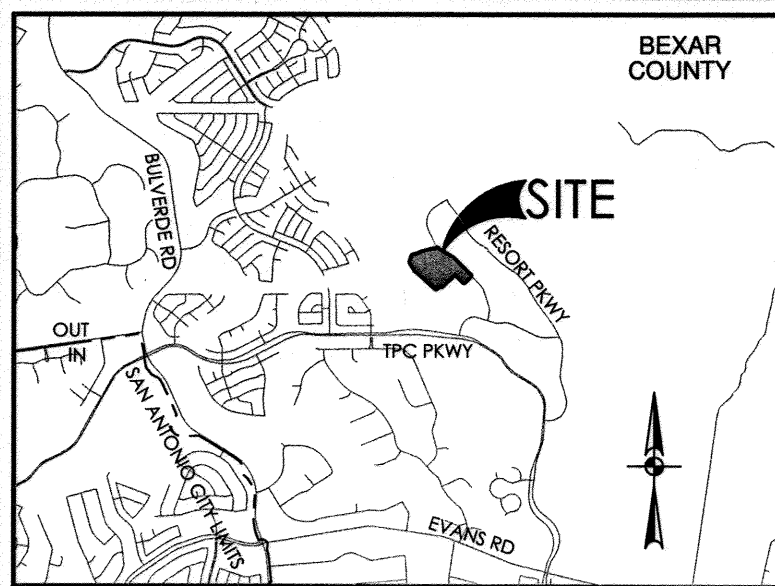 BEXAR
COUNTY
BULVERDE RD
SITE
RESORT PKWY
OUT
IN
TPC PKWY
SAN ANTONIO CITY LIMITS
EVANS RD